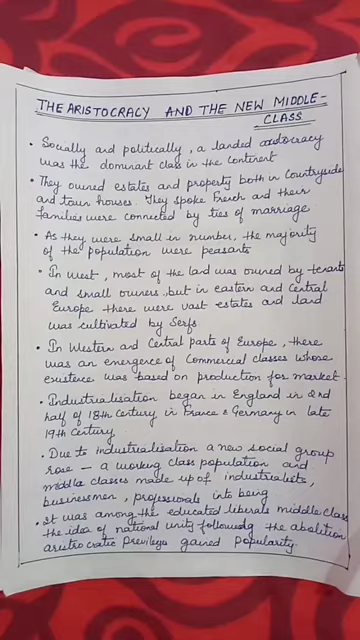 THE ARISTOCRACY AND THE NEW MIDDLE-
CLASS
• Socially and politically, a landed aristocracy
was the dominant class in the continent
• They owned estates and property both in Countryside
and town houses. They spoke French and their
families were connected by ties of marriage
• As they were small in number, the majority
of the population were peasants
• In West, most of the land was owned by tenants
and small owners, but in eastern and Central
Europe there were vast estates and land
was cultivated by Serfs.
• In Western and Central parts of Europe, there
was an emergence of Commercial classes whose
existence was based on production for market.
• Industrialisation began in England in 2nd
half of 18th Century in France & Germany in late
19th Century.
• Due to industrialisation a new social group
rose – a working class population and
middle classes made up of industrialists,
businessmen, professionals into being
• It was among the educated liberals middle class
the idea of national unity following the abolition
aristrocratic previleges gained popularity.